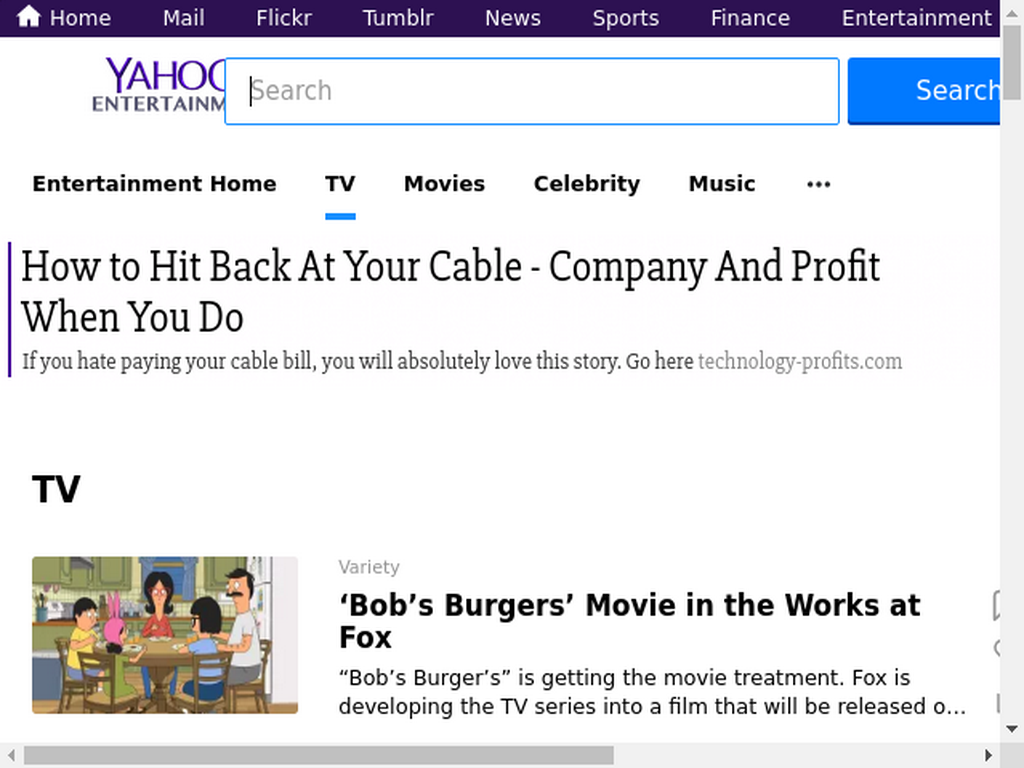 Home Mail Flickr Tumblr News Sports Finance Entertainment
YAHOO
ENTERTAINM
Search
Search
Entertainment Home TV Movies Celebrity Music ...
How to Hit Back At Your Cable - Company And Profit
When You Do
If you hate paying your cable bill, you will absolutely love this story. Go here technology-profits.com
TV
Variety
‘Bob’s Burgers’ Movie in the Works at
Fox
“Bob’s Burger’s” is getting the movie treatment. Fox is
developing the TV series into a film that will be released o...